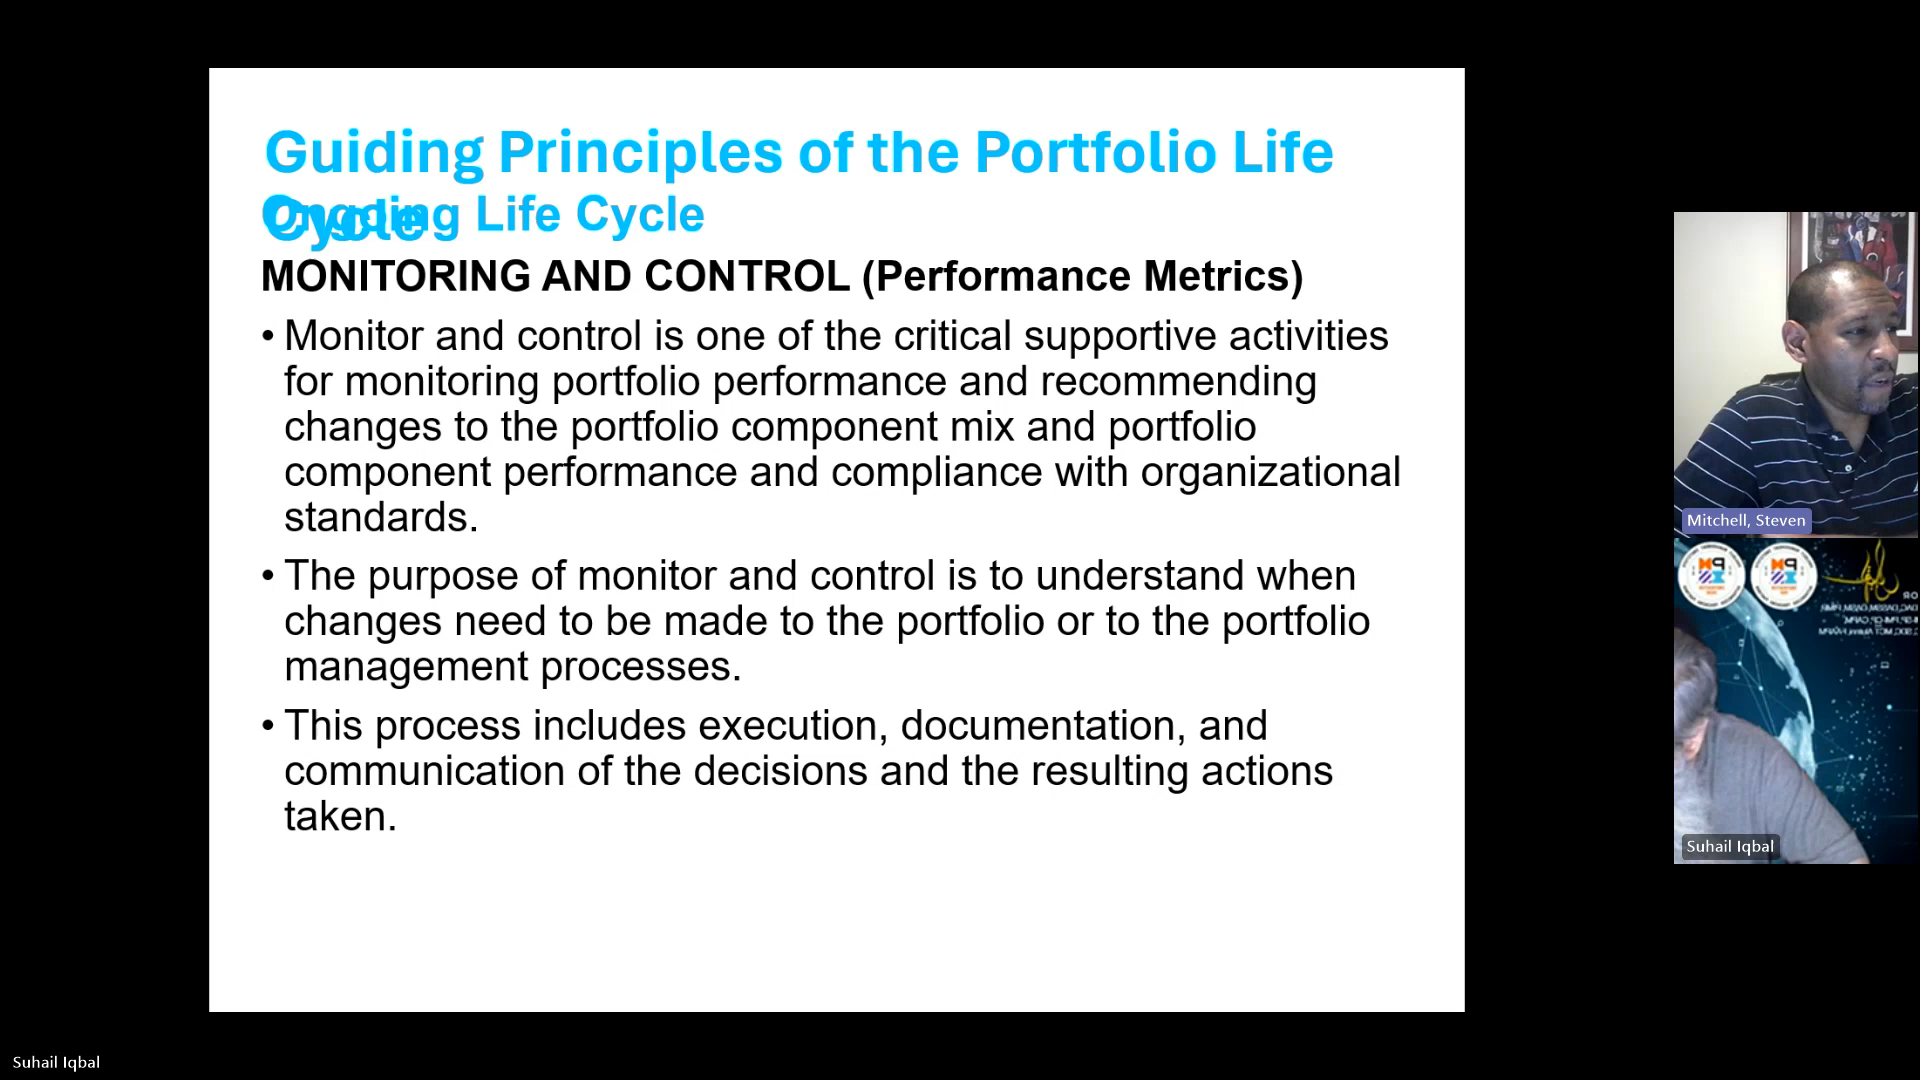 Guiding Principles of the Portfolio Life
Cycle
Ongoing Life Cycle
MONITORING AND CONTROL (Performance Metrics)
• Monitor and control is one of the critical supportive activities
for monitoring portfolio performance and recommending
changes to the portfolio component mix and portfolio
component performance and compliance with organizational
standards.
• The purpose of monitor and control is to understand when
changes need to be made to the portfolio or to the portfolio
management processes.
• This process includes execution, documentation, and
communication of the decisions and the resulting actions
taken.
Mitchell, Steven
Suhail Iqbal
Suhail Iqbal